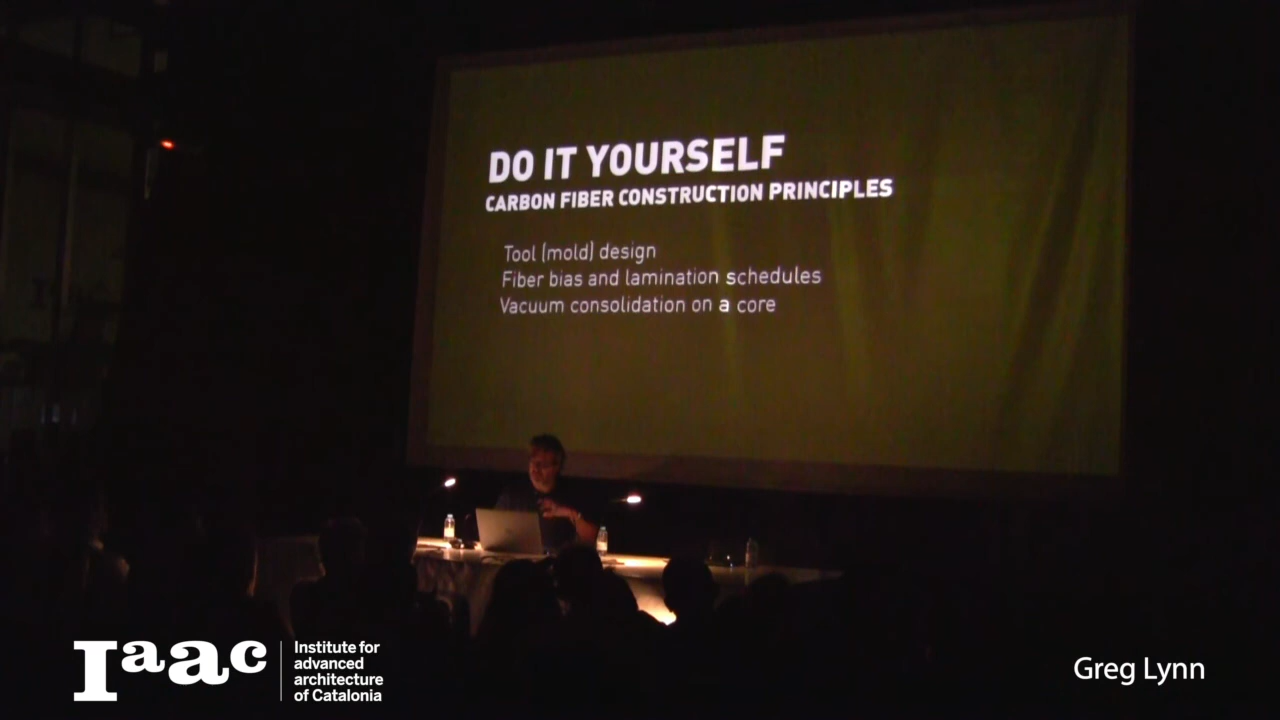 DO IT YOURSELF
CARBON FIBER CONSTRUCTION PRINCIPLES
Tool (mold) design
Fiber bias and lamination schedules
Vacuum consolidation on a core
Iaac
Institute for
advanced
architecture
of Catalonia
Greg Lynn